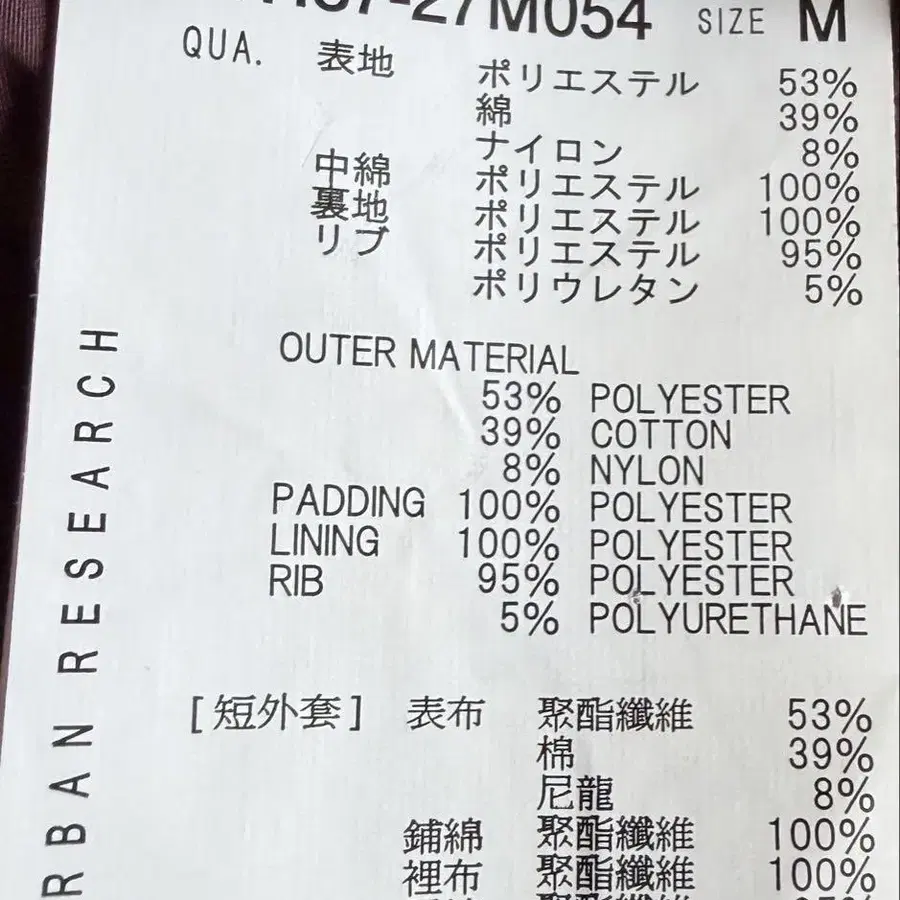 27M054 SIZE M
QUA. 表地 ポリエステル 53%
綿 39%
ナイロン 8%
中綿 ポリエステル 100%
裏地 ポリエステル 100%
リブ ポリエステル 95%
ポリウレタン 5%
OUTER MATERIAL
53% POLYESTER
39% COTTON
8% NYLON
PADDING 100% POLYESTER
LINING 100% POLYESTER
RIB 95% POLYESTER
5% POLYURETHANE
[短外套] 表布 聚酯纖維 53%
棉 39%
尼龍 8%
鋪綿 聚酯纖維 100%
裡布 聚酯纖維 100%
RBAN RESEARCH